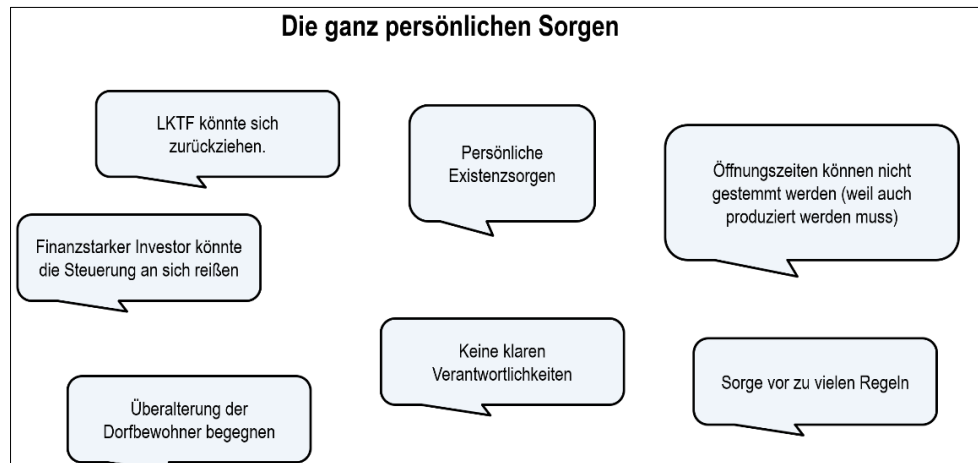 Die ganz persönlichen Sorgen
LKTF könnte sich
zurückziehen.
Persönliche
Existenzsorgen
Öffnungszeiten können nicht
gestemmt werden (weil auch
produziert werden muss)
Finanzstarker Investor könnte
die Steuerung an sich reißen
Keine klaren
Verantwortlichkeiten
Sorge vor zu vielen Regeln
Überalterung der
Dorfbewohner begegnen